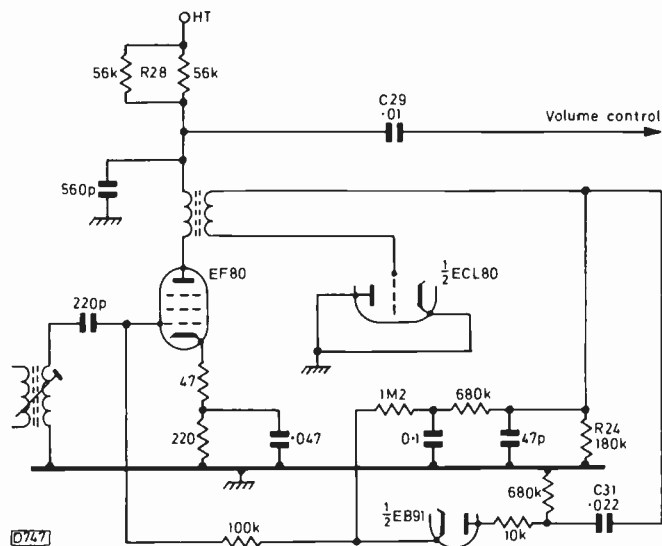 HT
56k
R28
56k
C29
·01
Volume control
560p
EF80
½ECL80
220p
47
1M2
680k
220
·047
0·1
47p
R24
180k
680k
C31
·022
½EB91
10k
100k
D747